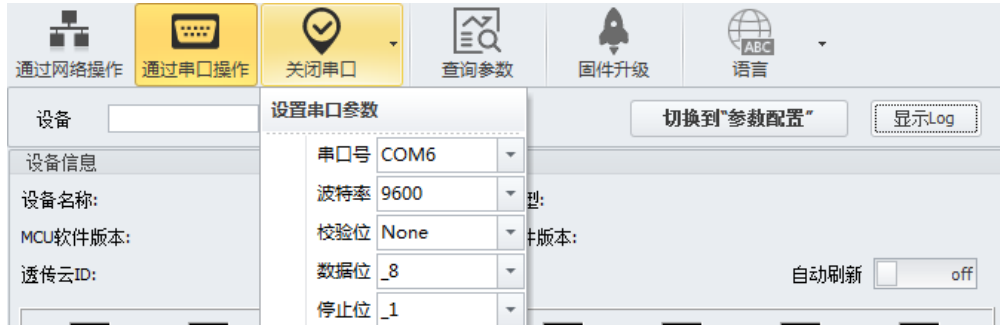 通过网络操作 通过串口操作 关闭串口 查询参数 固件升级 ABC 语言
设备 设置串口参数 切换到"参数配置" 显示Log
设备信息 串口号 COM6
设备名称: 波特率 9600 型:
MCU软件版本: 校验位 None 件版本:
透传云ID: 数据位 _8 自动刷新 off
停止位 _1